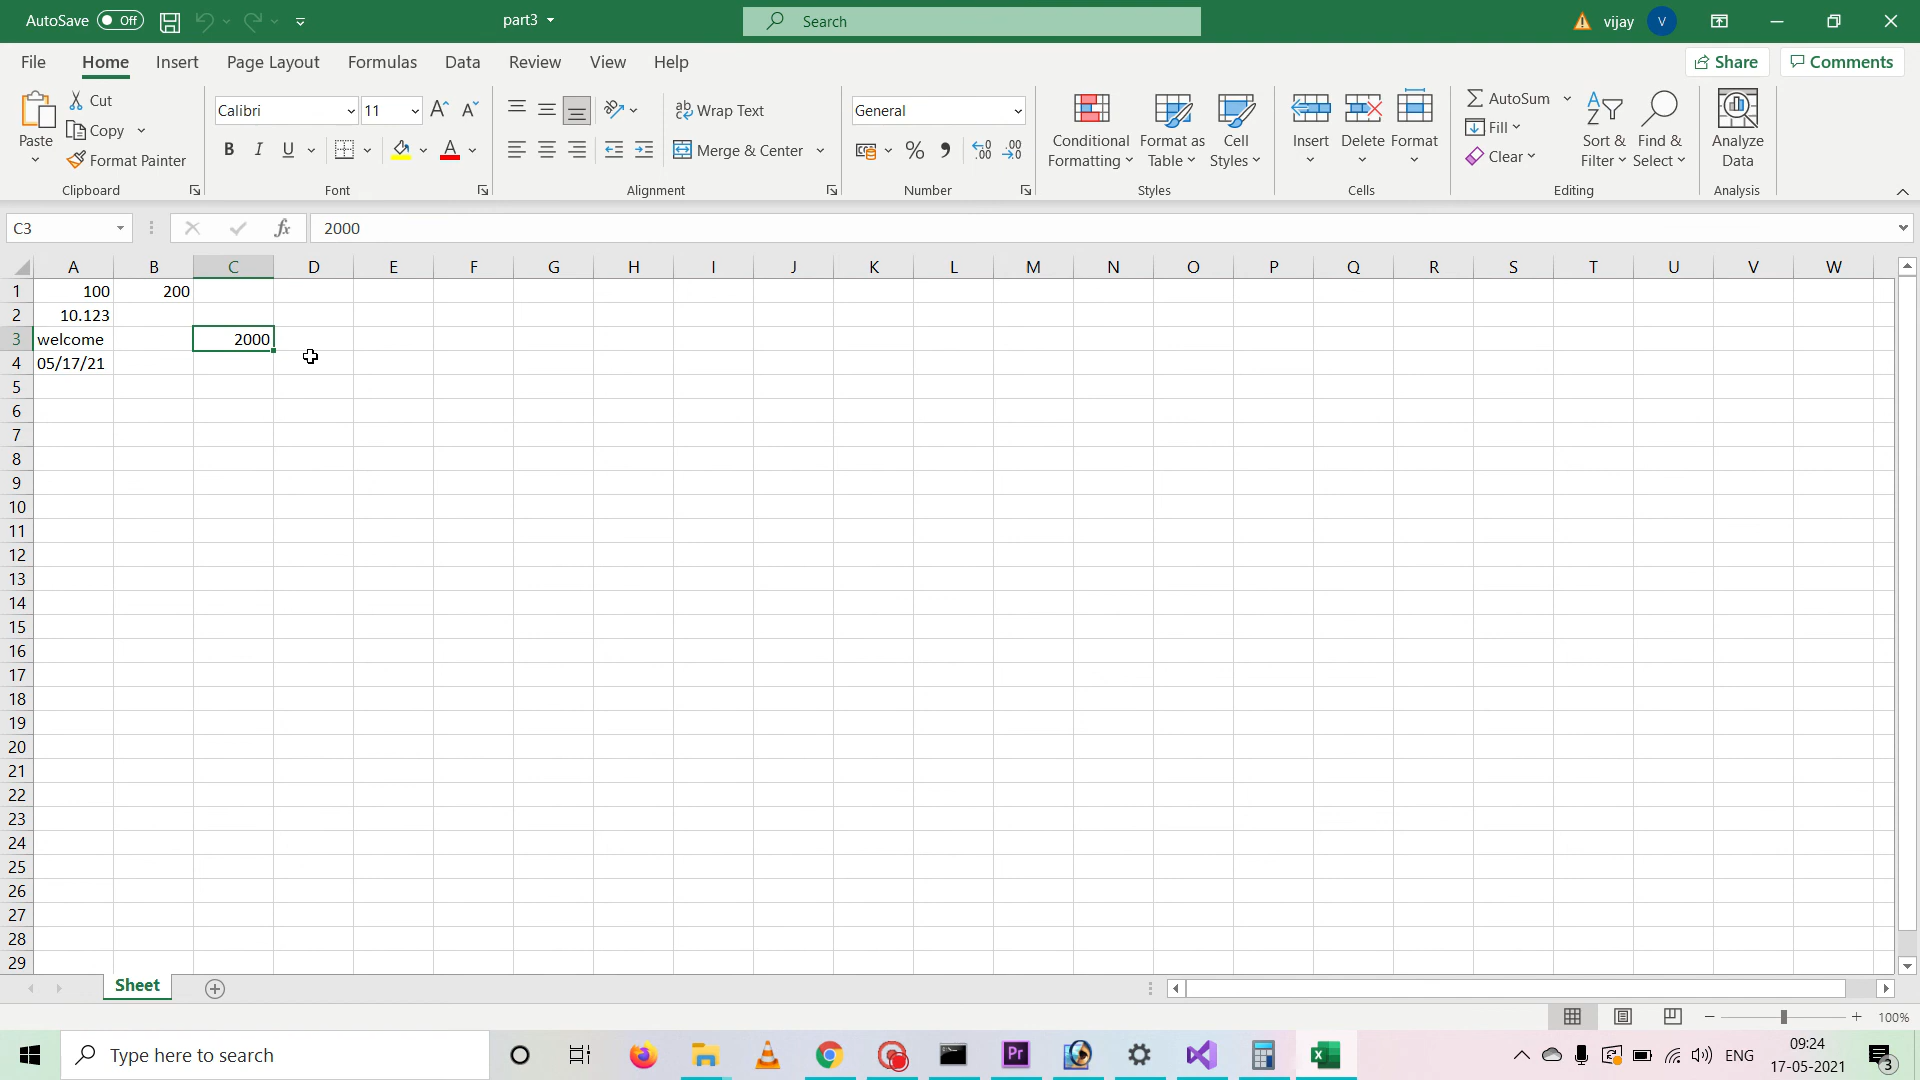 AutoSave Off part3 Search vijay V
File Home Insert Page Layout Formulas Data Review View Help Share Comments
Paste Cut Copy Format Painter
Clipboard
Calibri 11
B I U A
Font
Wrap Text
Merge & Center
Alignment
General
% , .00
Number
Conditional Formatting Format as Table Cell Styles
Styles
Insert Delete Format
Cells
AutoSum
Fill
Clear
Sort & Filter Find & Select
Editing
Analyze Data
Analysis
C3 fx 2000
A B C D E F G H I J K L M N O P Q R S T U V W
1 100 200
2 10.123
3 welcome 2000
4 05/17/21
5
6
7
8
9
10
11
12
13
14
15
16
17
18
19
20
21
22
23
24
25
26
27
28
29
Sheet
100%
Type here to search Pr ENG 09:24
17-05-2021 3